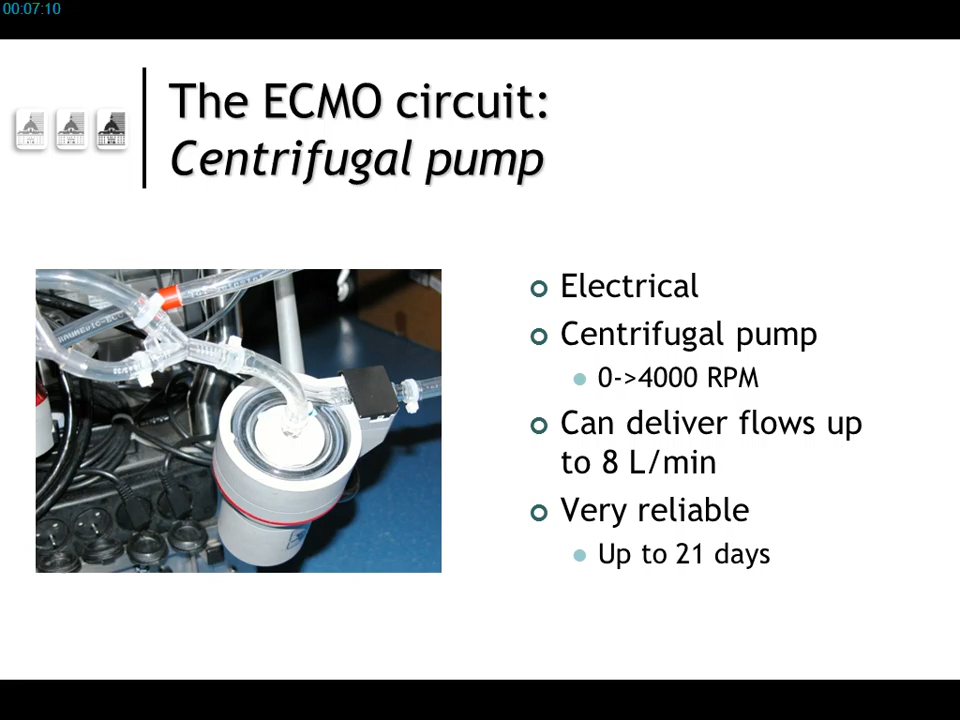 00:07:10
The ECMO circuit:
Centrifugal pump
Electrical
Centrifugal pump
0->4000 RPM
Can deliver flows up
to 8 L/min
Very reliable
Up to 21 days